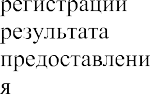 регистрации
результата
предоставлени
я